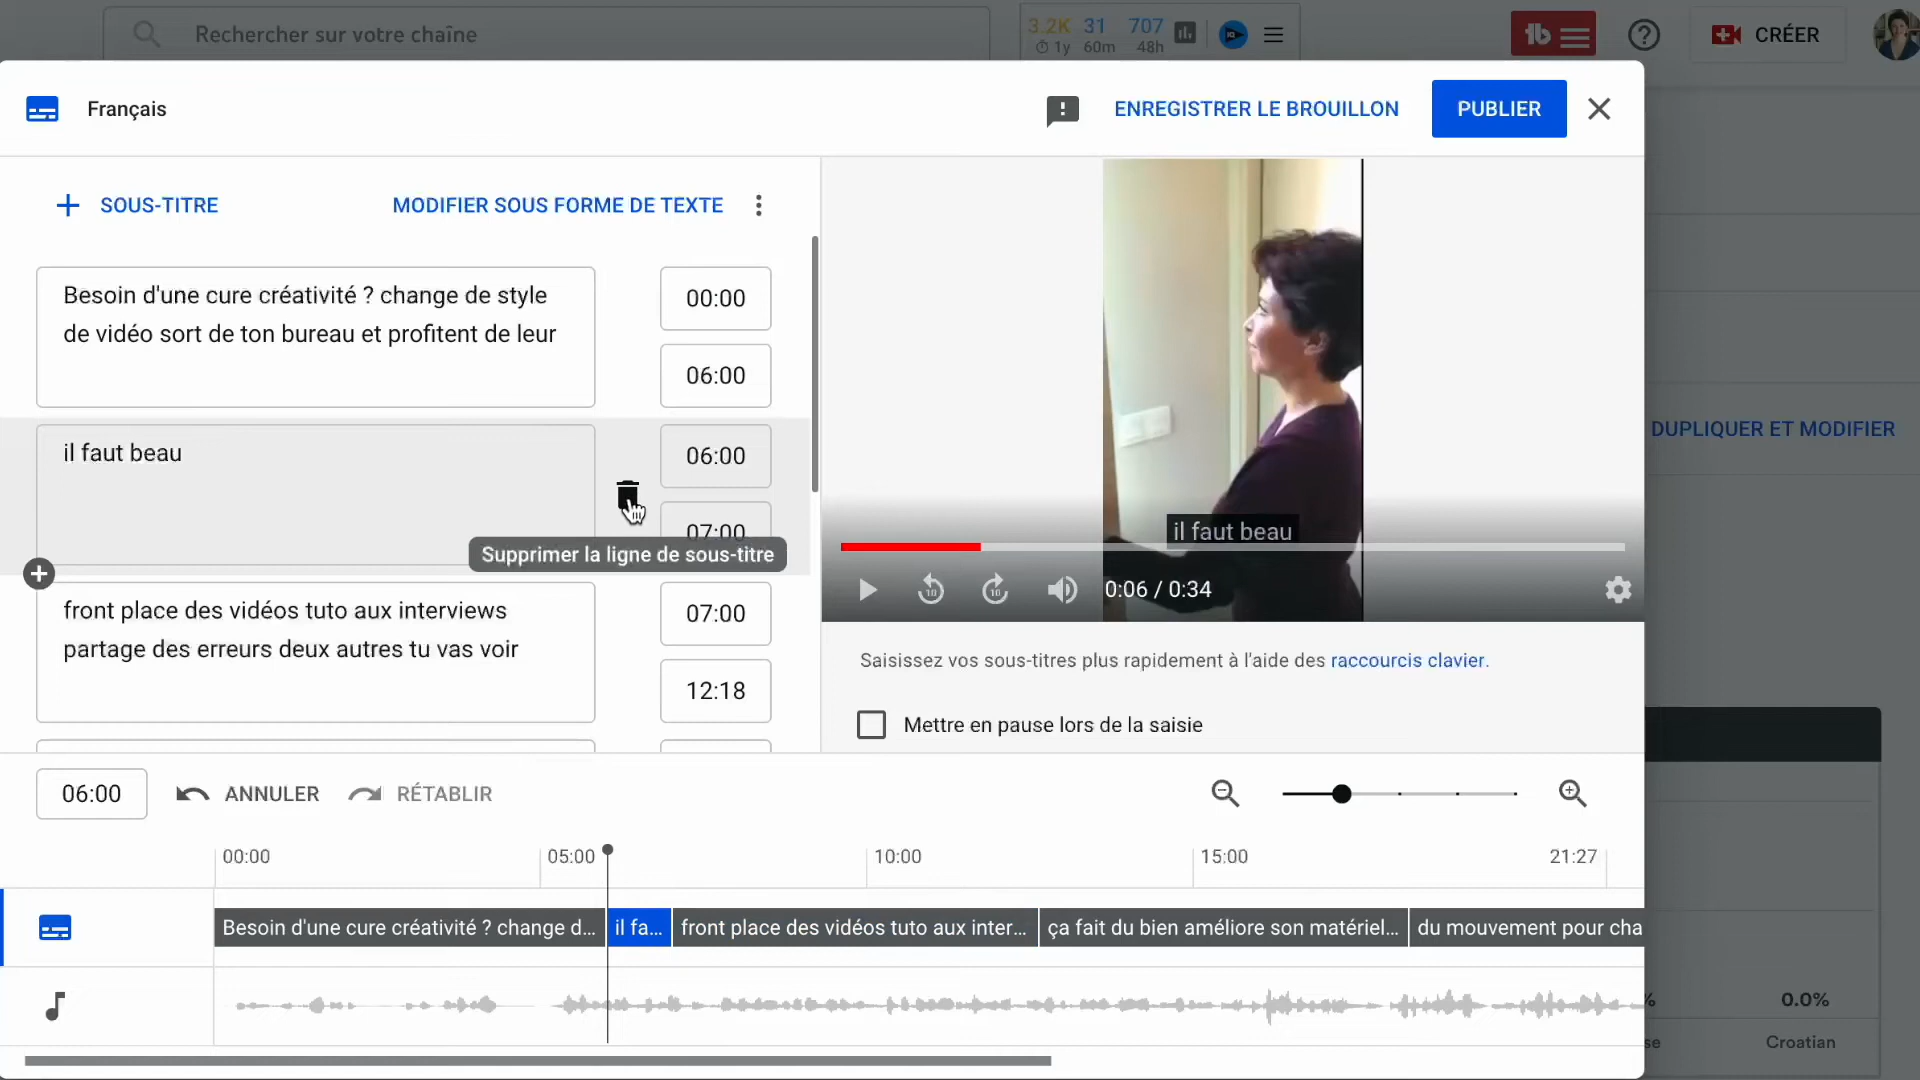 Rechercher sur votre chaîne
3.2K 31 707
1y 60m 48h
CRÉER
Français
ENREGISTRER LE BROUILLON
PUBLIER
SOUS-TITRE
MODIFIER SOUS FORME DE TEXTE
Besoin d'une cure créativité ? change de style
de vidéo sort de ton bureau et profitent de leur
00:00
06:00
il faut beau
06:00
07:00
Supprimer la ligne de sous-titre
front place des vidéos tuto aux interviews
partage des erreurs deux autres tu vas voir
07:00
12:18
il faut beau
10
10
0:06 / 0:34
Saisissez vos sous-titres plus rapidement à l'aide des raccourcis clavier.
Mettre en pause lors de la saisie
DUPLIQUER ET MODIFIER
06:00
ANNULER
RÉTABLIR
00:00
05:00
10:00
15:00
21:27
Besoin d'une cure créativité ? change d...
il fa...
front place des vidéos tuto aux inter...
ça fait du bien améliore son matériel...
du mouvement pour cha
%
0.0%
se
Croatian